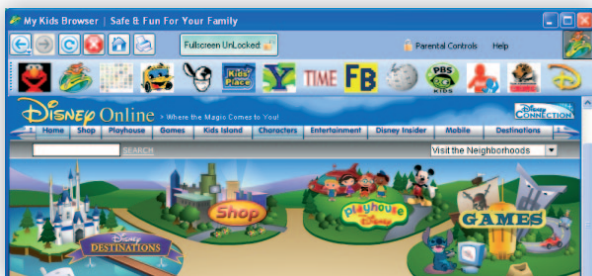 My Kids Browser | Safe & Fun For Your Family
Fullscreen UnLocked
Parental Controls Help
Kids' Place
Y
TIME
FB
PBS KIDS
Disney Online » Where the Magic Comes to You!
Disney CONNECTION
Home Shop Playhouse Games Kids Island Characters Entertainment Disney Insider Mobile Destinations
SEARCH
Visit the Neighborhoods
Disney DESTINATIONS
Shop
Playhouse Disney
GAMES